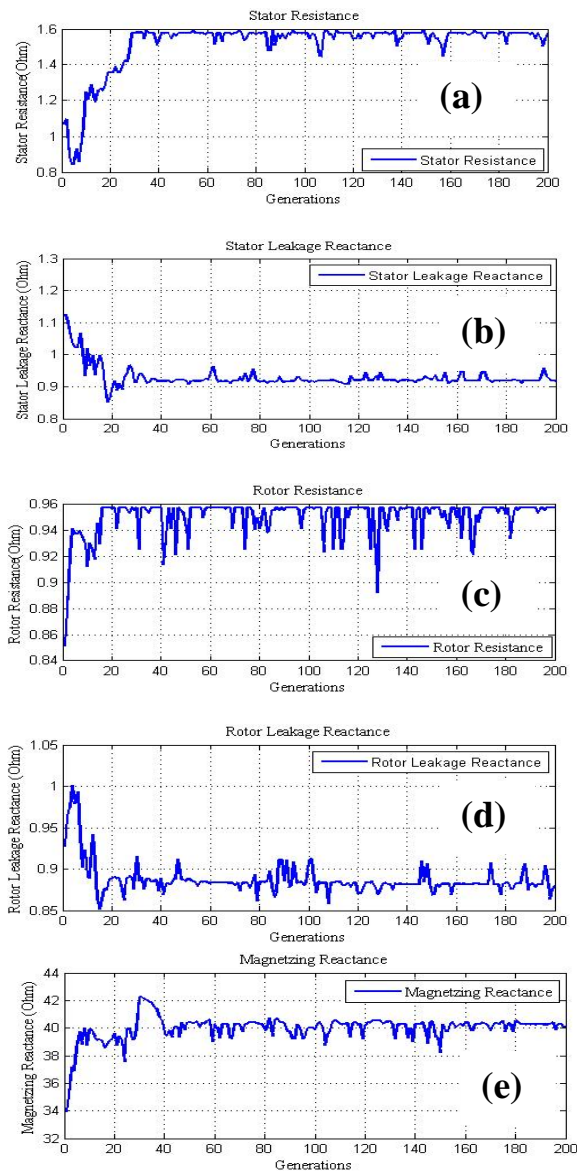 Stator Resistance
Stator Resistance(Ohm)
1.6
1.4
1.2
1
0.8
(a)
Stator Resistance
0 20 40 60 80 100 120 140 160 180 200
Generations
Stator Leakage Reactance
Stator Leakage Reactance (Ohm)
1.3
1.2
1.1
1
0.9
0.8
Stator Leakage Reactance
(b)
0 20 40 60 80 100 120 140 160 180 200
Generations
Rotor Resistance
Rotor Resistance(Ohm)
0.96
0.94
0.92
0.9
0.88
0.86
0.84
(c)
Rotor Resistance
0 20 40 60 80 100 120 140 160 180 200
Generations
Rotor Leakage Reactance
Rotor Leakage Reactance (Ohm)
1.05
1
0.95
0.9
0.85
Rotor Leakage Reactance
(d)
0 20 40 60 80 100 120 140 160 180 200
Generations
Magnetzing Reactance
Magnetzing Reactance (Ohm)
44
42
40
38
36
34
32
Magnetzing Reactance
(e)
0 20 40 60 80 100 120 140 160 180 200
Generations